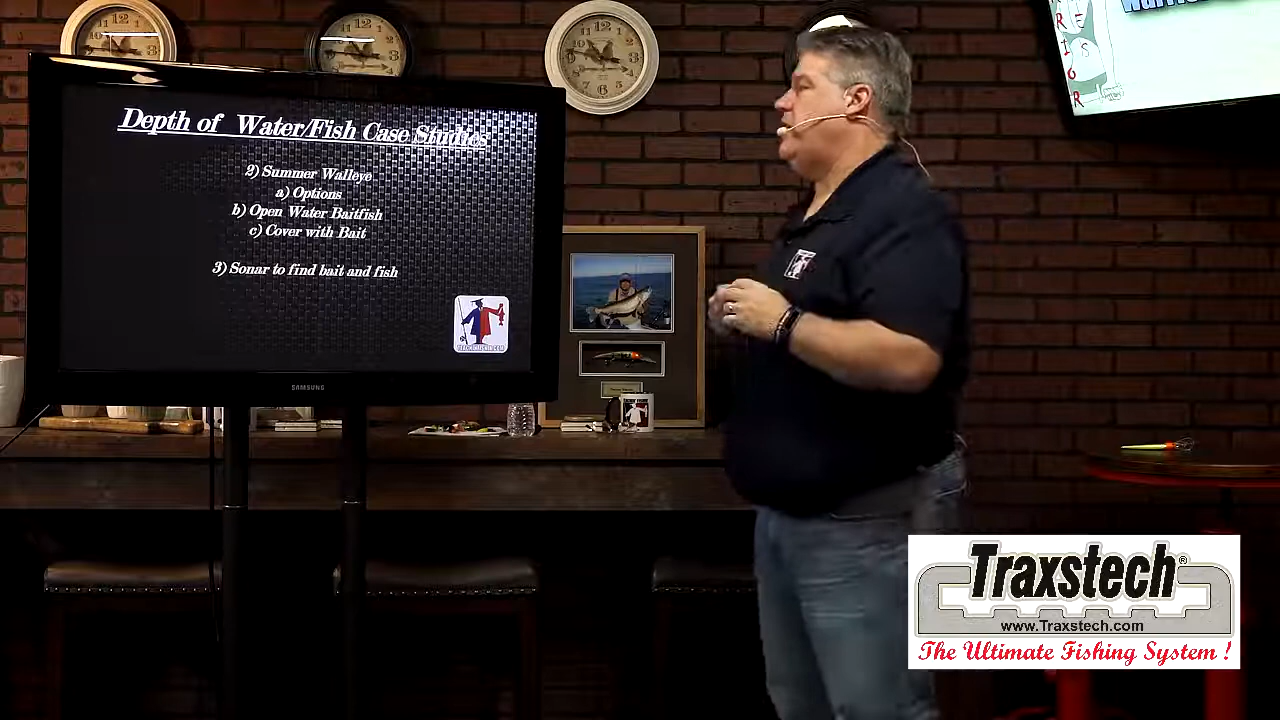 Depth of Water/Fish Case Studies
2) Summer Walleye
a) Options
b) Open Water Baitfish
c) Cover with Bait
3) Sonar to find bait and fish
SAMSUNG
Traxstech®
www.Traxstech.com
The Ultimate Fishing System !